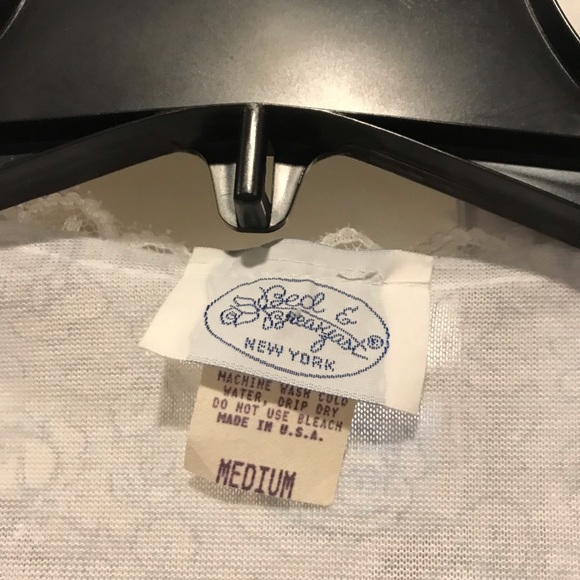 Bed &
Breakfast®
NEW YORK
MACHINE WASH COLD
WATER, DRIP DRY
DO NOT USE BLEACH
MADE IN U.S.A.
MEDIUM